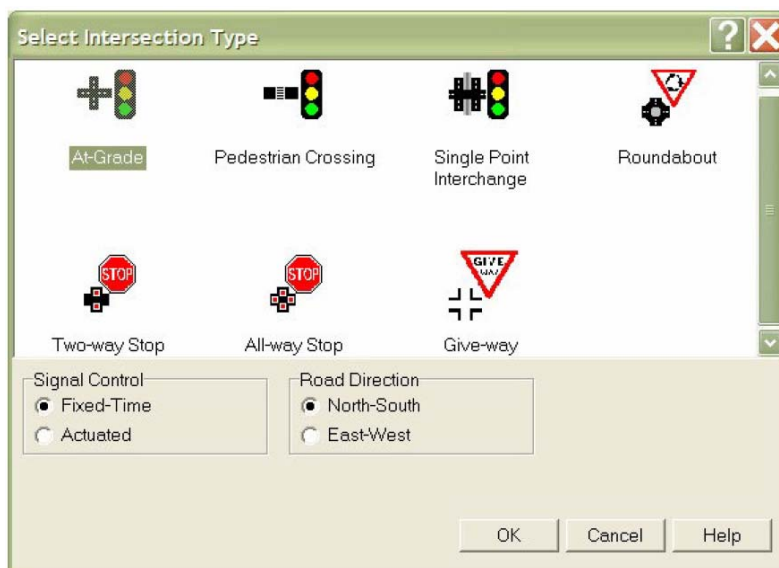 Select Intersection Type
?
At-Grade
Pedestrian Crossing
Single Point
Interchange
Roundabout
STOP
STOP
GIVE
WAY
Two-way Stop
All-way Stop
Give-way
Signal Control
Fixed-Time
Actuated
Road Direction
North-South
East-West
OK
Cancel
Help